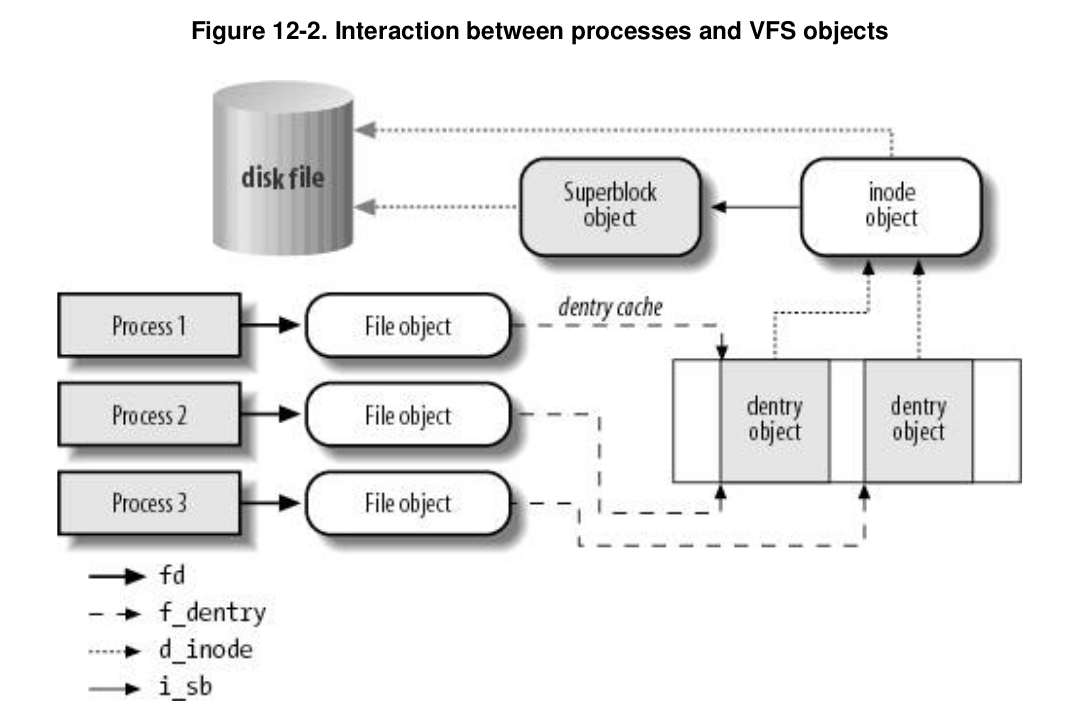 Figure 12-2. Interaction between processes and VFS objects
disk file
Superblock
object
inode
object
dentry cache
Process 1
File object
Process 2
File object
dentry
object
dentry
object
Process 3
File object
fd
f_dentry
d_inode
i_sb